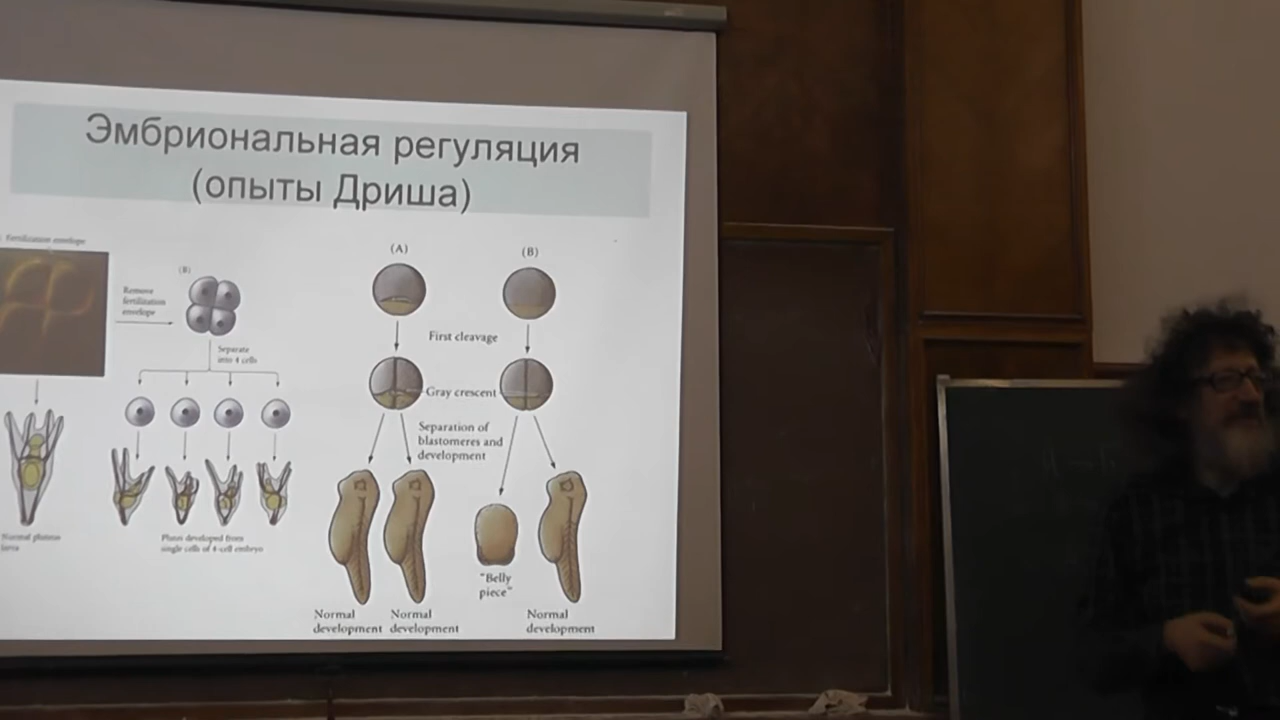 Эмбриональная регуляция
(опыты Дриша)
Fertilization envelope
(B)
Remove
fertilization
envelope
Separate
into 4 cells
Normal pluteus
larva
Plutei developed from
single cells of 4-cell embryo
(A)
(B)
First cleavage
Gray crescent
Separation of
blastomeres and
development
"Belly
piece"
Normal
development
Normal
development
Normal
development